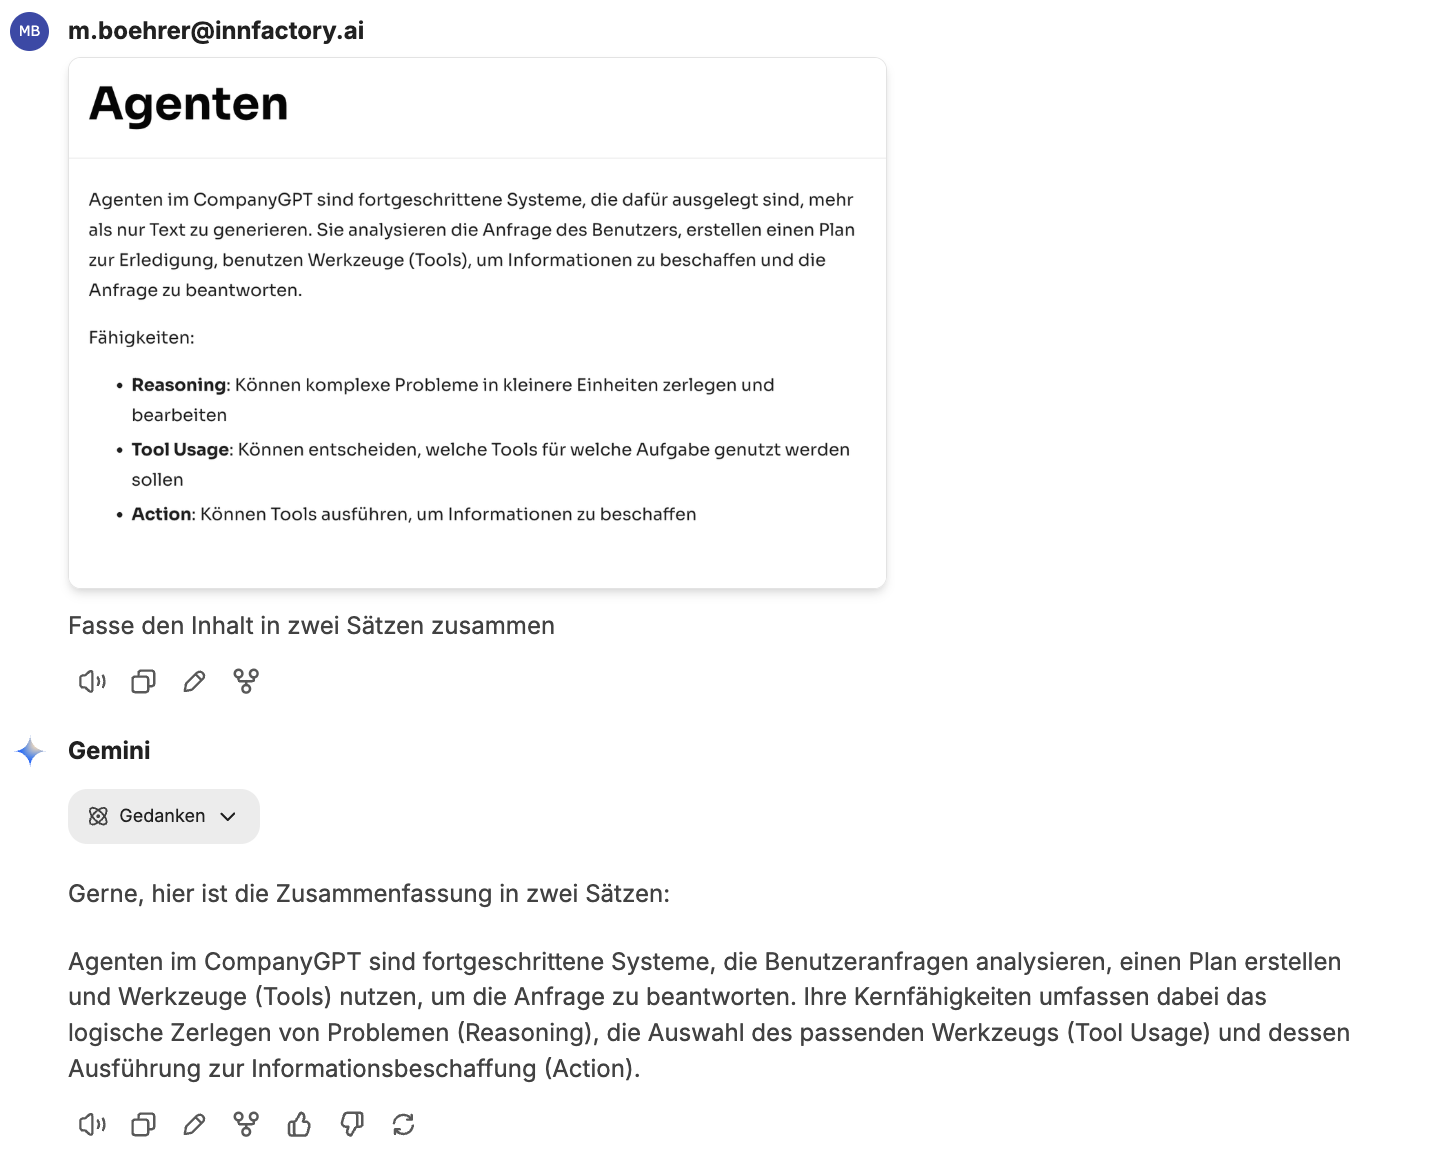 MB
m.boehrer@innfactory.ai
Agenten
Agenten im CompanyGPT sind fortgeschrittene Systeme, die dafür ausgelegt sind, mehr
als nur Text zu generieren. Sie analysieren die Anfrage des Benutzers, erstellen einen Plan
zur Erledigung, benutzen Werkzeuge (Tools), um Informationen zu beschaffen und die
Anfrage zu beantworten.
Fähigkeiten:
• Reasoning: Können komplexe Probleme in kleinere Einheiten zerlegen und
bearbeiten
• Tool Usage: Können entscheiden, welche Tools für welche Aufgabe genutzt werden
sollen
• Action: Können Tools ausführen, um Informationen zu beschaffen
Fasse den Inhalt in zwei Sätzen zusammen
Gemini
Gedanken
Gerne, hier ist die Zusammenfassung in zwei Sätzen:
Agenten im CompanyGPT sind fortgeschrittene Systeme, die Benutzeranfragen analysieren, einen Plan erstellen
und Werkzeuge (Tools) nutzen, um die Anfrage zu beantworten. Ihre Kernfähigkeiten umfassen dabei das
logische Zerlegen von Problemen (Reasoning), die Auswahl des passenden Werkzeugs (Tool Usage) und dessen
Ausführung zur Informationsbeschaffung (Action).